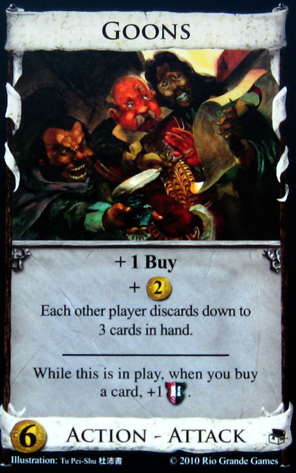 GOONS
+1 Buy
+ 2
Each other player discards down to
3 cards in hand.
While this is in play, when you buy
a card, +1 .
6 ACTION - ATTACK
Illustration: Tu Pei-Shu 杜沛書 © 2010 Rio Grande Games